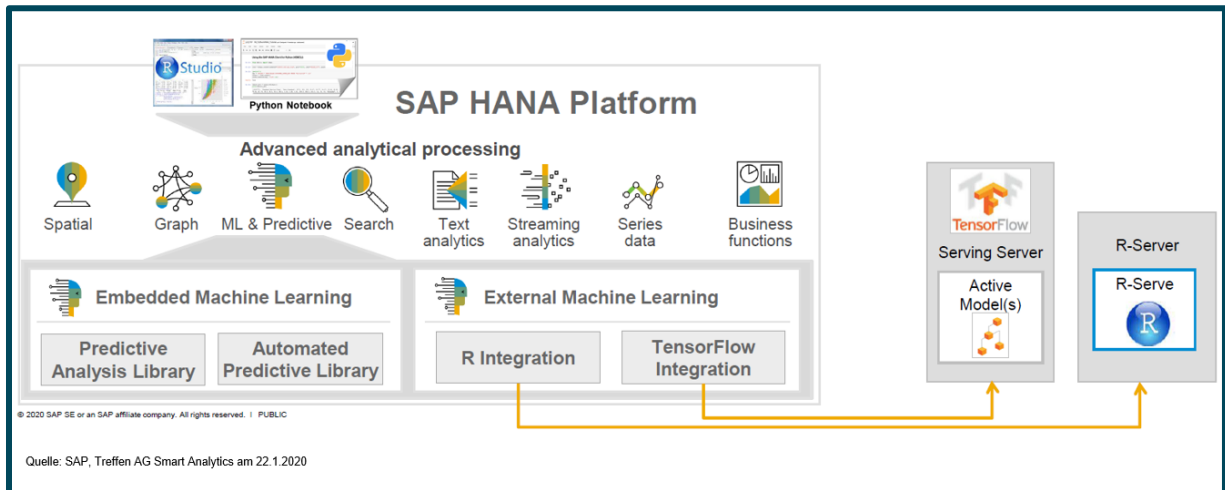 R Studio
Python Notebook
SAP HANA Platform
Advanced analytical processing
Spatial
Graph
ML & Predictive
Search
Text
analytics
Streaming
analytics
Series
data
Business
functions
Embedded Machine Learning
Predictive
Analysis Library
Automated
Predictive Library
External Machine Learning
R Integration
TensorFlow
Integration
TensorFlow
Serving Server
Active
Model(s)
R-Server
R-Serve
R
© 2020 SAP SE or an SAP affiliate company. All rights reserved. | PUBLIC
Quelle: SAP, Treffen AG Smart Analytics am 22.1.2020